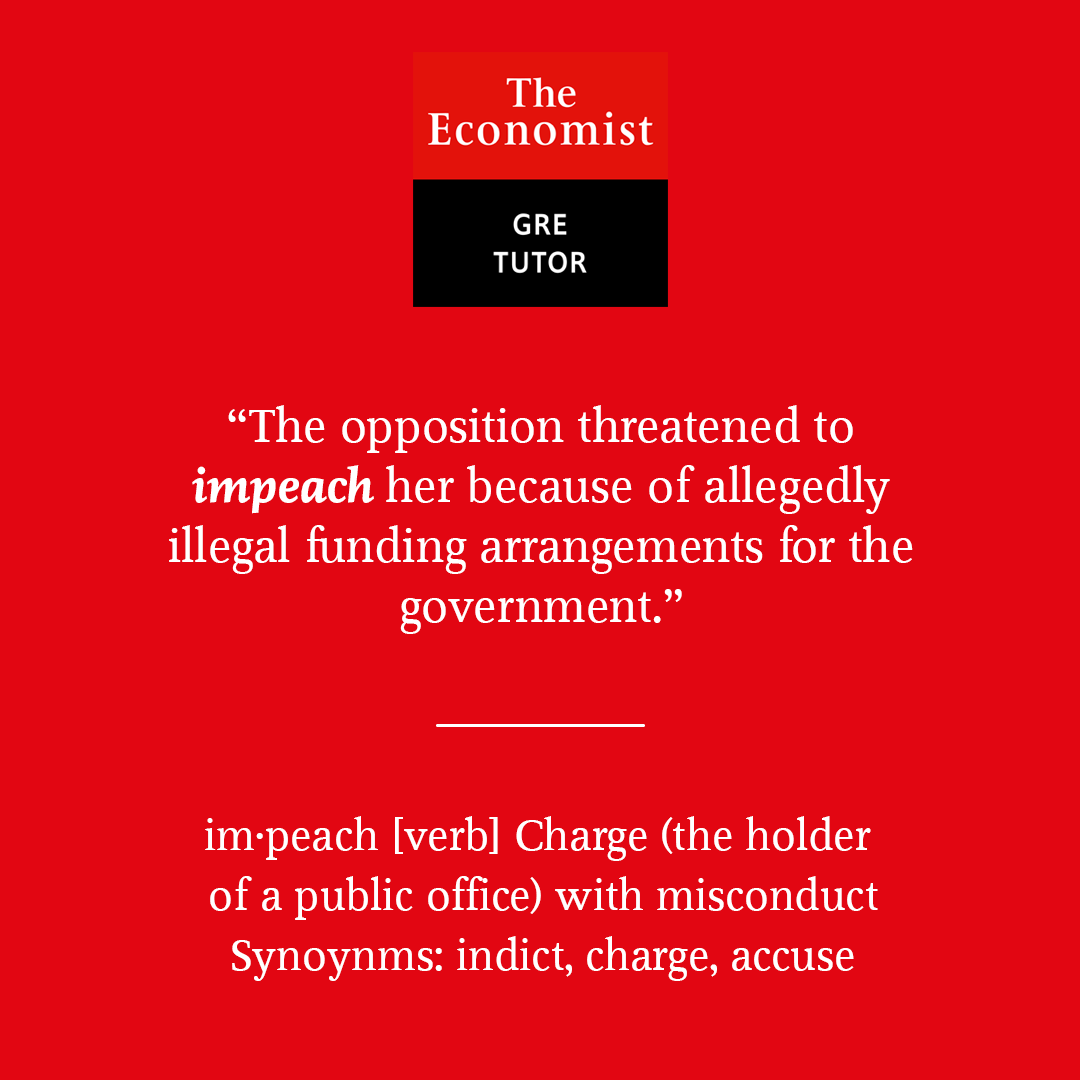 The
Economist
GRE
TUTOR
“The opposition threatened to
impeach her because of allegedly
illegal funding arrangements for the
government.”
im·peach [verb] Charge (the holder
of a public office) with misconduct
Synoynms: indict, charge, accuse